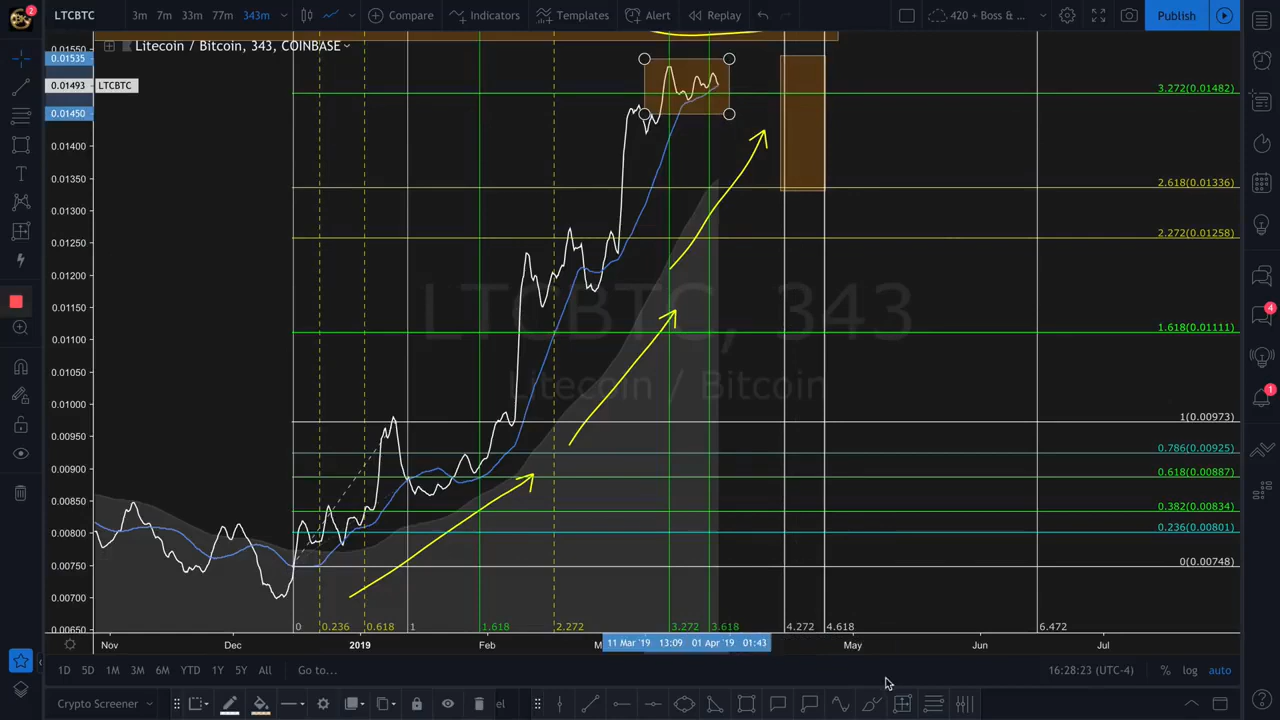 2
LTCBTC
3m 7m 33m 77m 343m
Compare
Indicators
Templates
Alert
Replay
420 + Boss & ...
Publish
Litecoin / Bitcoin, 343, COINBASE
0.01550
0.01535
0.01493 LTCBTC
0.01450
0.01400
0.01350
0.01300
0.01250
0.01200
0.01150
0.01100
0.01050
0.01000
0.00950
0.00900
0.00850
0.00800
0.00750
0.00700
0.00650
LTCBTC, 343
Litecoin / Bitcoin
3.272(0.01482)
2.618(0.01336)
2.272(0.01258)
1.618(0.01111)
1(0.00973)
0.786(0.00925)
0.618(0.00887)
0.382(0.00834)
0.236(0.00801)
0(0.00748)
4
1
0 0.236 0.618 1 1.618 2.272 3.272 3.618 4.272 4.618 6.472
Nov Dec 2019 Feb M 11 Mar '19 13:09 01 Apr '19 01:43 May Jun Jul
1D 5D 1M 3M 6M YTD 1Y 5Y All Go to... 16:28:23 (UTC-4) % log auto
Crypto Screener
el